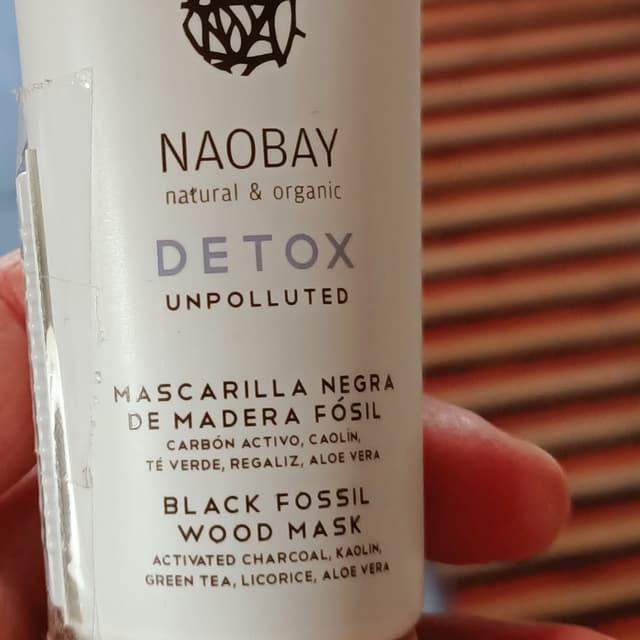 NAOBAY
natural & organic
DETOX
UNPOLLUTED
MASCARILLA NEGRA
DE MADERA FÓSIL
CARBÓN ACTIVO, CAOLÍN,
TÉ VERDE, REGALIZ, ALOE VERA
BLACK FOSSIL
WOOD MASK
ACTIVATED CHARCOAL, KAOLIN,
GREEN TEA, LICORICE, ALOE VERA